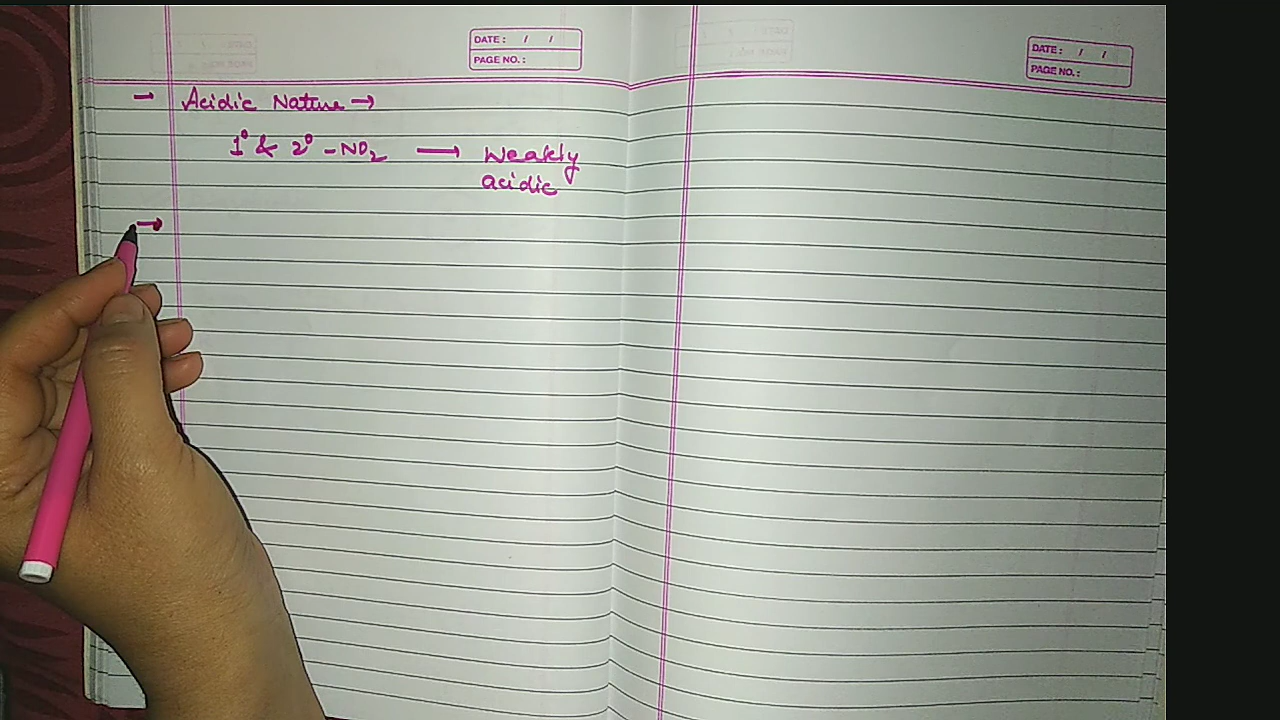 DATE: / /
PAGE NO.:
DATE: / /
PAGE NO.:
- Acidic Nature →
1° & 2° - NO2 → Weakly
acidic
→